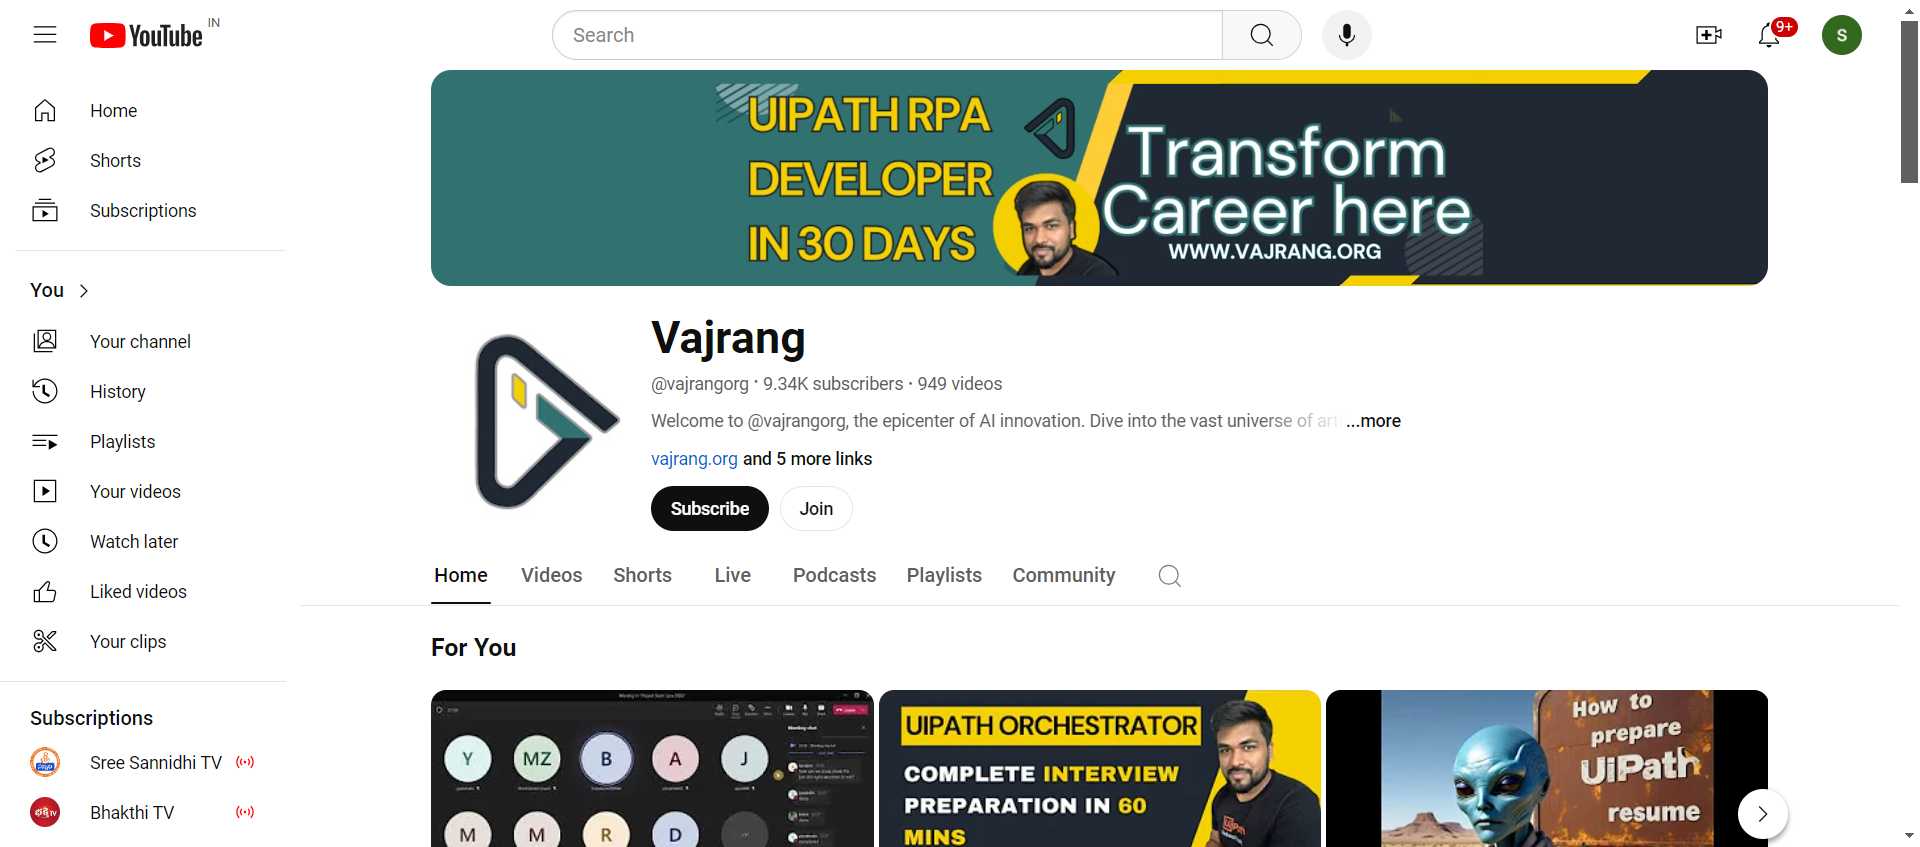 YouTube IN
Search
9+
S
Home
Shorts
Subscriptions
You
Your channel
History
Playlists
Your videos
Watch later
Liked videos
Your clips
Subscriptions
Sree Sannidhi TV
Bhakthi TV
UIPATH RPA
DEVELOPER
IN 30 DAYS
Transform
Career here
WWW.VAJRANG.ORG
Vajrang
@vajrangorg · 9.34K subscribers · 949 videos
Welcome to @vajrangorg, the epicenter of AI innovation. Dive into the vast universe of ...more
vajrang.org and 5 more links
Subscribe
Join
Home Videos Shorts Live Podcasts Playlists Community
For You
Y MZ B A J
M M R D
UIPATH ORCHESTRATOR
COMPLETE INTERVIEW
PREPARATION IN 60
MINS
How to
prepare
UiPath
resume